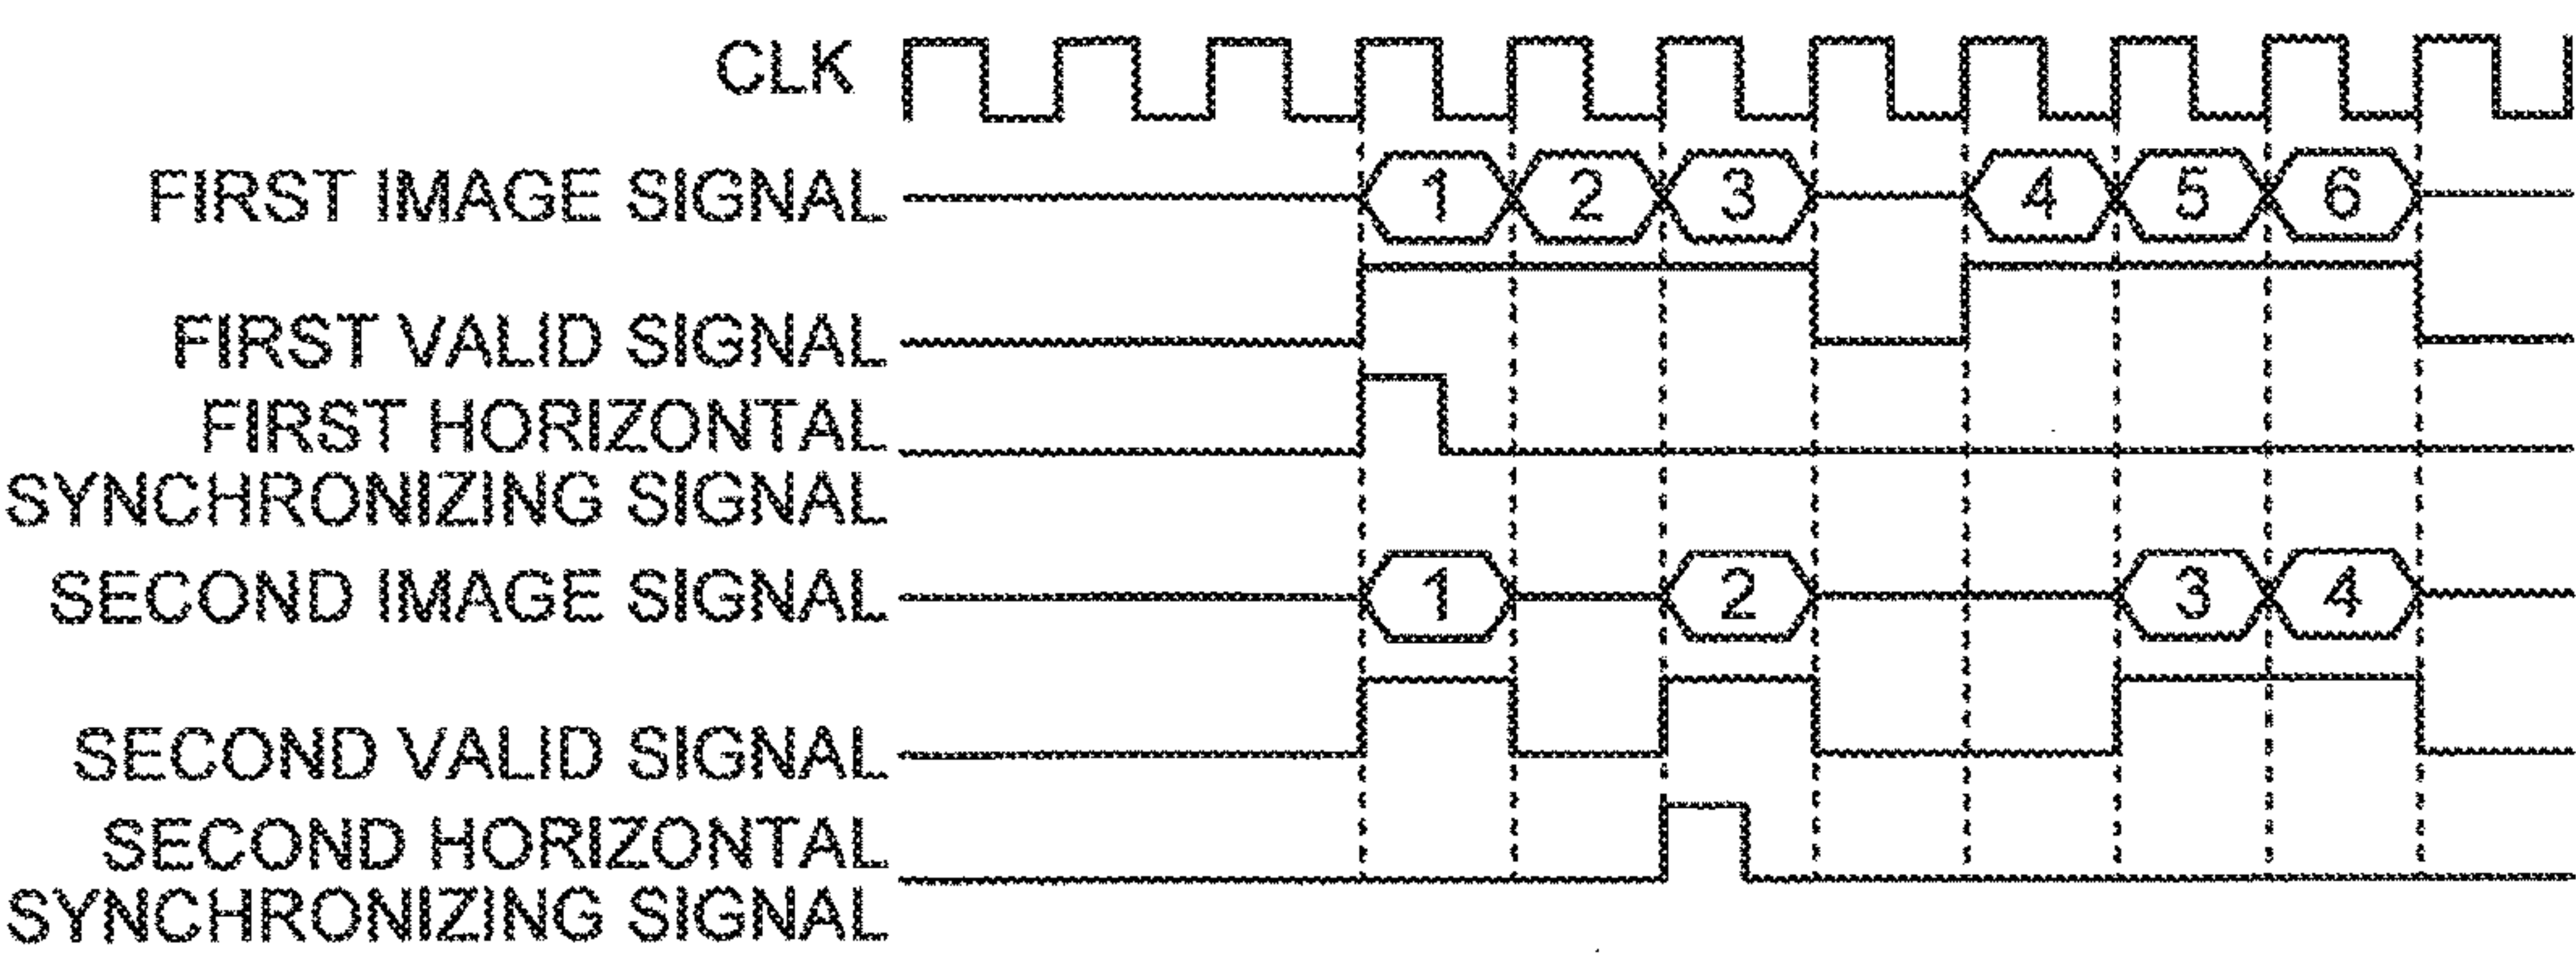 CLK
FIRST IMAGE SIGNAL
1 2 3 4 5 6
FIRST VALID SIGNAL
FIRST HORIZONTAL
SYNCHRONIZING SIGNAL
SECOND IMAGE SIGNAL
1 2 3 4
SECOND VALID SIGNAL
SECOND HORIZONTAL
SYNCHRONIZING SIGNAL